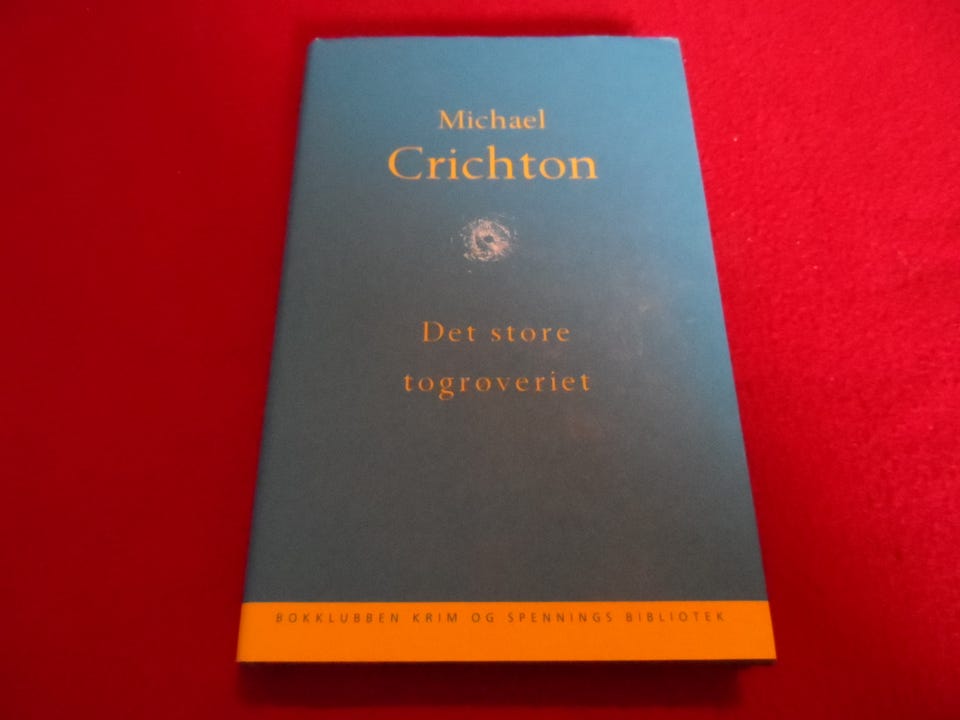 Michael
Crichton
Det store
togrøveriet
BOKKLUBBEN KRIM OG SPENNINGS BIBLIOTEK